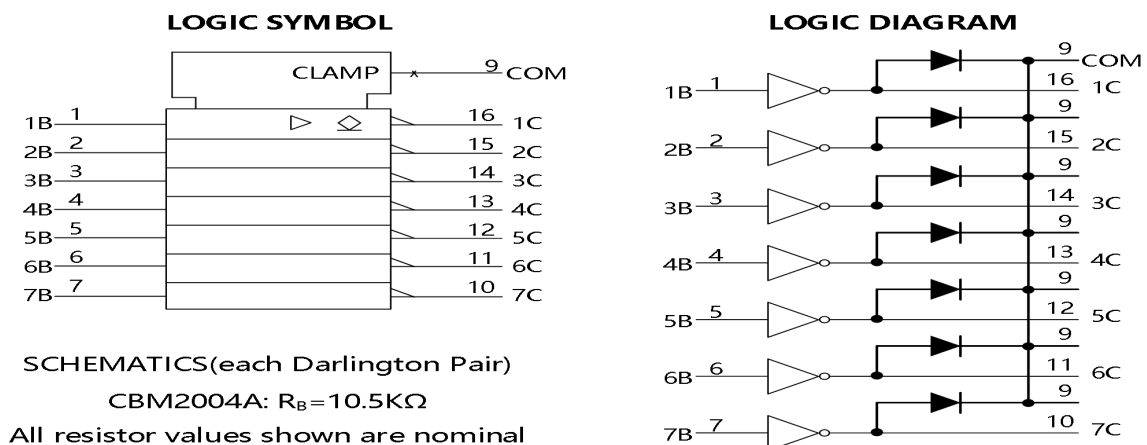 LOGIC SYMBOL
CLAMP 9 COM
1B 1 16 1C
2B 2 15 2C
3B 3 14 3C
4B 4 13 4C
5B 5 12 5C
6B 6 11 6C
7B 7 10 7C
SCHEMATICS(each Darlington Pair)
CBM2004A: RB=10.5KΩ
All resistor values shown are nominal
LOGIC DIAGRAM
9 COM
1B 1 16 1C
9
2B 2 15 2C
9
3B 3 14 3C
9
4B 4 13 4C
9
5B 5 12 5C
9
6B 6 11 6C
9
7B 7 10 7C